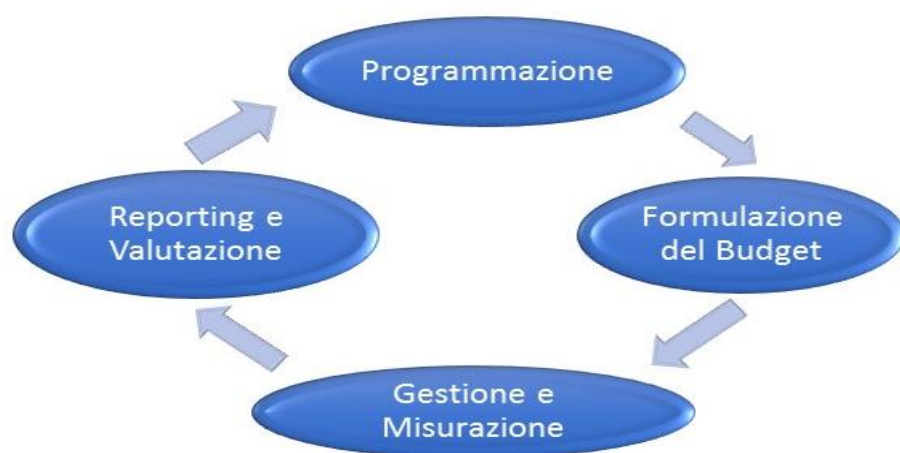 Programmazione
Formulazione
del Budget
Gestione e
Misurazione
Reporting e
Valutazione